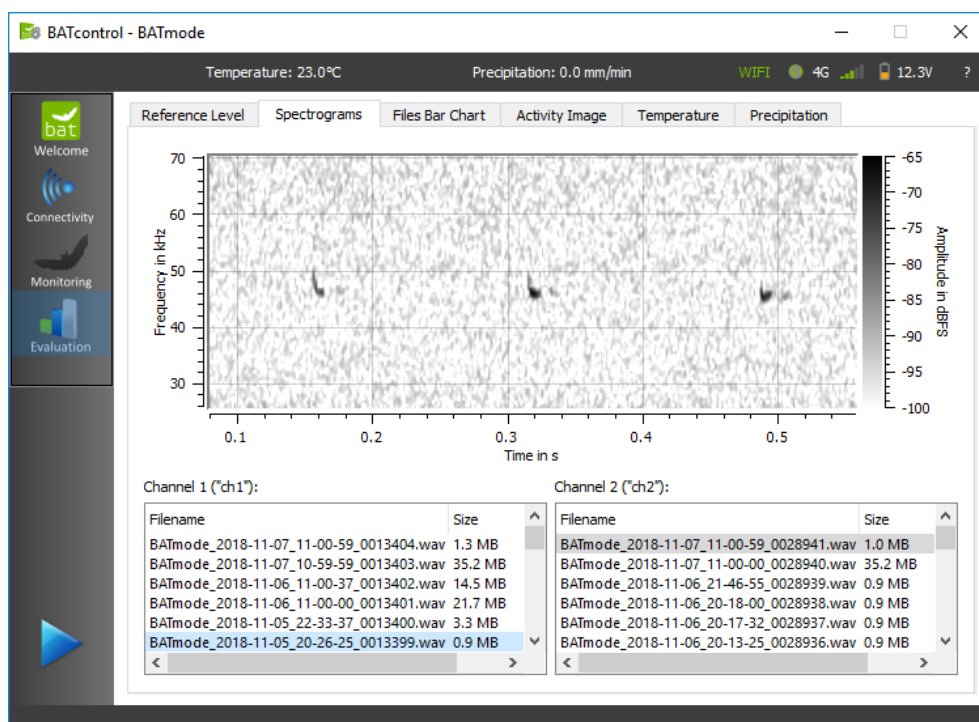 BATcontrol - BATmode
Temperature: 23.0°C Precipitation: 0.0 mm/min WIFI 4G 12.3V ?
bat
Welcome
Connectivity
Monitoring
Evaluation
Reference Level Spectrograms Files Bar Chart Activity Image Temperature Precipitation
70
60
50
40
30
Frequency in kHz
0.1 0.2 0.3 0.4 0.5
Time in s
-65
-70
-75
-80
-85
-90
-95
-100
Amplitude in dBFS
Channel 1 ("ch1"):
Filename Size
BATmode_2018-11-07_11-00-59_0013404.wav 1.3 MB
BATmode_2018-11-07_10-59-59_0013403.wav 35.2 MB
BATmode_2018-11-06_11-00-37_0013402.wav 14.5 MB
BATmode_2018-11-06_11-00-00_0013401.wav 21.7 MB
BATmode_2018-11-05_22-33-37_0013400.wav 3.3 MB
BATmode_2018-11-05_20-26-25_0013399.wav 0.9 MB
Channel 2 ("ch2"):
Filename Size
BATmode_2018-11-07_11-00-59_0028941.wav 1.0 MB
BATmode_2018-11-07_11-00-00_0028940.wav 35.2 MB
BATmode_2018-11-06_21-46-55_0028939.wav 0.9 MB
BATmode_2018-11-06_20-18-00_0028938.wav 0.9 MB
BATmode_2018-11-06_20-17-32_0028937.wav 0.9 MB
BATmode_2018-11-06_20-13-25_0028936.wav 0.9 MB